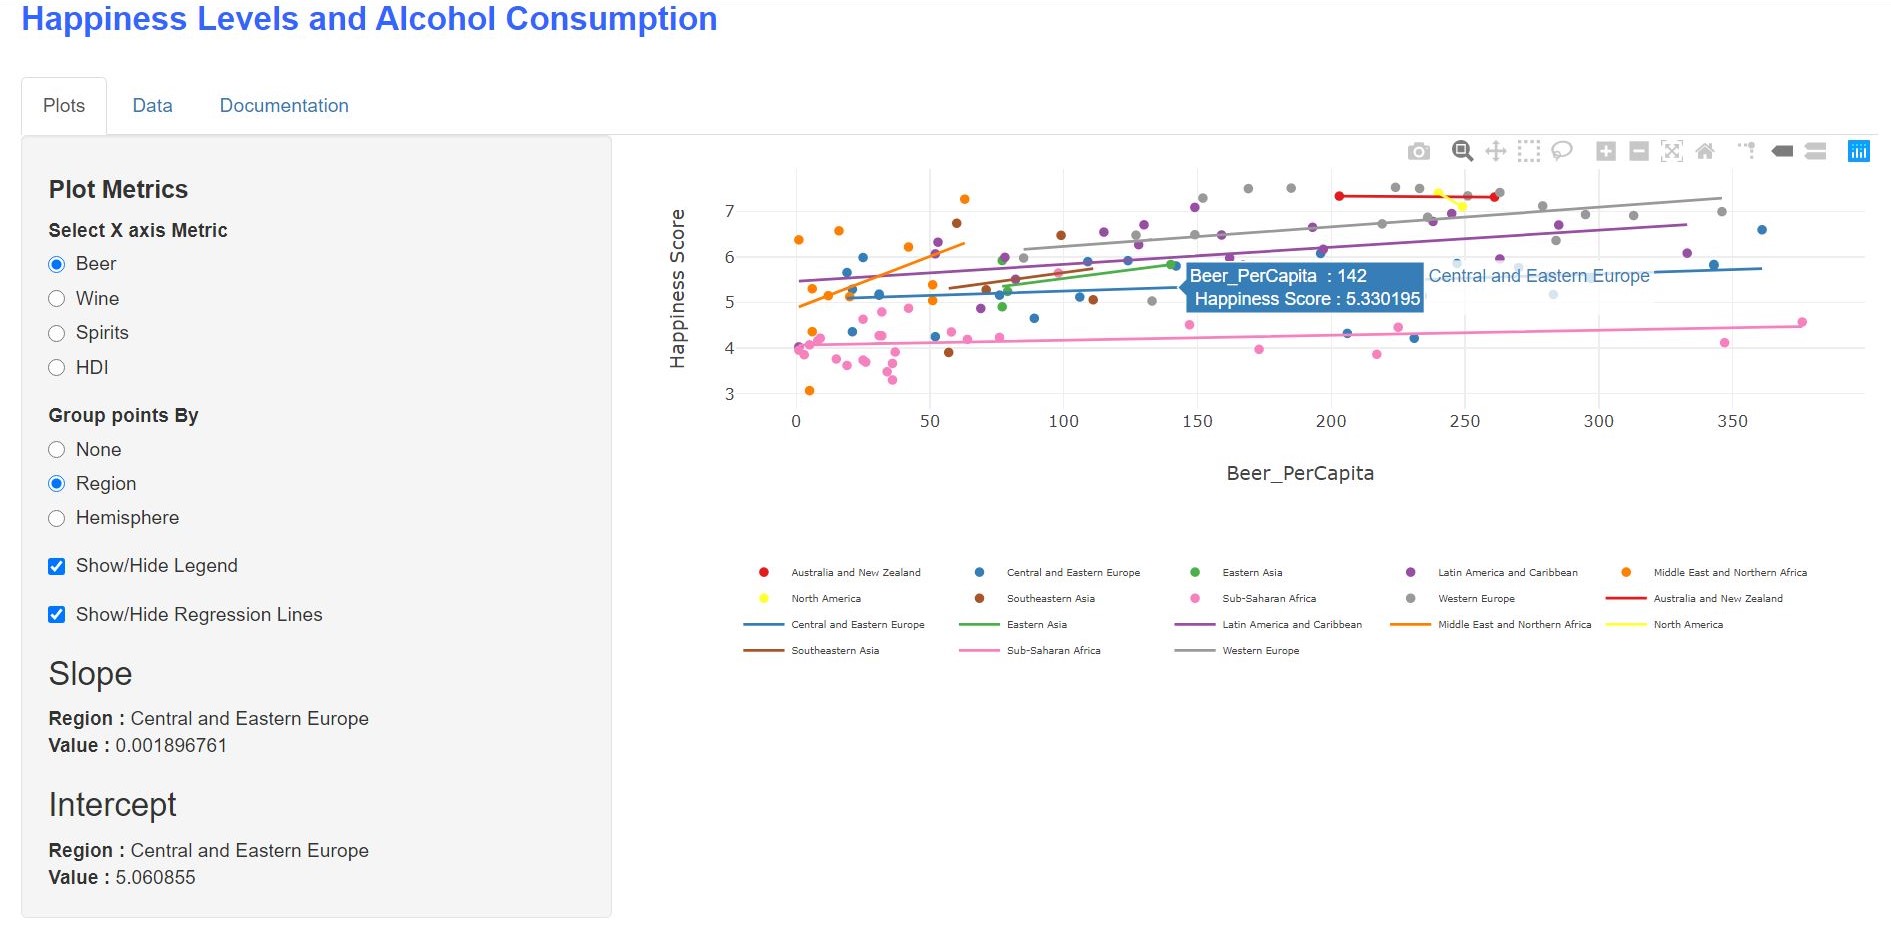 Happiness Levels and Alcohol Consumption
Plots Data Documentation
Plot Metrics
Select X axis Metric
Beer
Wine
Spirits
HDI
Group points By
None
Region
Hemisphere
Show/Hide Legend
Show/Hide Regression Lines
Slope
Region : Central and Eastern Europe
Value : 0.001896761
Intercept
Region : Central and Eastern Europe
Value : 5.060855
Happiness Score
7
6
5
4
3
Beer_PerCapita : 142
Happiness Score : 5.330195
Central and Eastern Europe
0 50 100 150 200 250 300 350
Beer_PerCapita
Australia and New Zealand Central and Eastern Europe Eastern Asia Latin America and Caribbean Middle East and Northern Africa
North America Southeastern Asia Sub-Saharan Africa Western Europe Australia and New Zealand
Central and Eastern Europe Eastern Asia Latin America and Caribbean Middle East and Northern Africa North America
Southeastern Asia Sub-Saharan Africa Western Europe